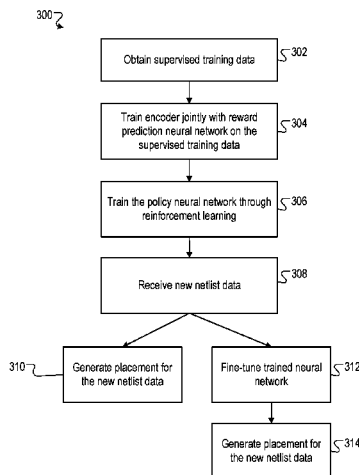 300
Obtain supervised training data
302
Train encoder jointly with reward
prediction neural network on the
supervised training data
304
Train the policy neural network through
reinforcement learning
306
Receive new netlist data
308
310
Generate placement for
the new netlist data
Fine-tune trained neural
network
312
Generate placement for
the new netlist data
314